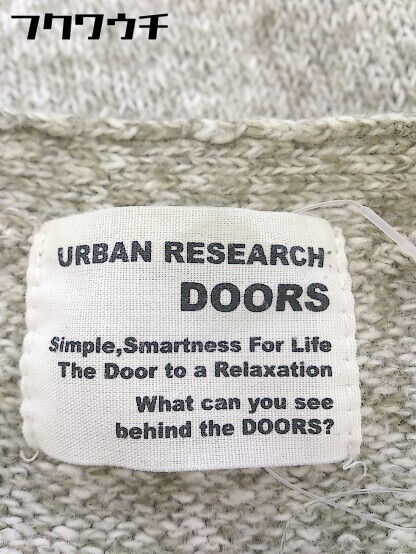 フクワウチ
URBAN RESEARCH
DOORS
Simple,Smartness For Life
The Door to a Relaxation
What can you see
behind the DOORS?